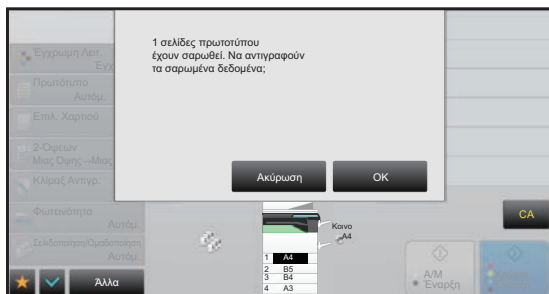 1 σελίδες πρωτοτύπου
έχουν σαρωθεί. Να αντιγραφούν
τα σαρωμένα δεδομένα;
Ακύρωση
OK
Έγχρωμη Λειτ.
Έγχ
Πρωτότυπο
Αυτόμ.
Επιλ. Χαρτιού
2-Όψεων
Μιας Όψης→Μιας
Κλίμαξ Αντιγρ.
Φωτεινότητα
Αυτόμ
Σελιδοποίηση/Ομαδοποίηση
Αυτόμ.
Άλλα
Κοινο
A4
1 A4
2 B5
3 B4
4 A3
CA
Α/Μ
Έναρξη
Έναρξη